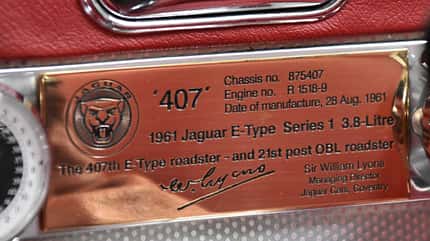 JAGUAR
'407'
Chassis no. 875407
Engine no. R 1518-9
Date of manufacture, 28 Aug. 1961
1961 Jaguar E-Type Series 1 3.8-Litre
The 407th E Type roadster - and 21st post OBL roadster
W. Lyons
Sir William Lyons
Managing Director
Jaguar Cars, Coventry